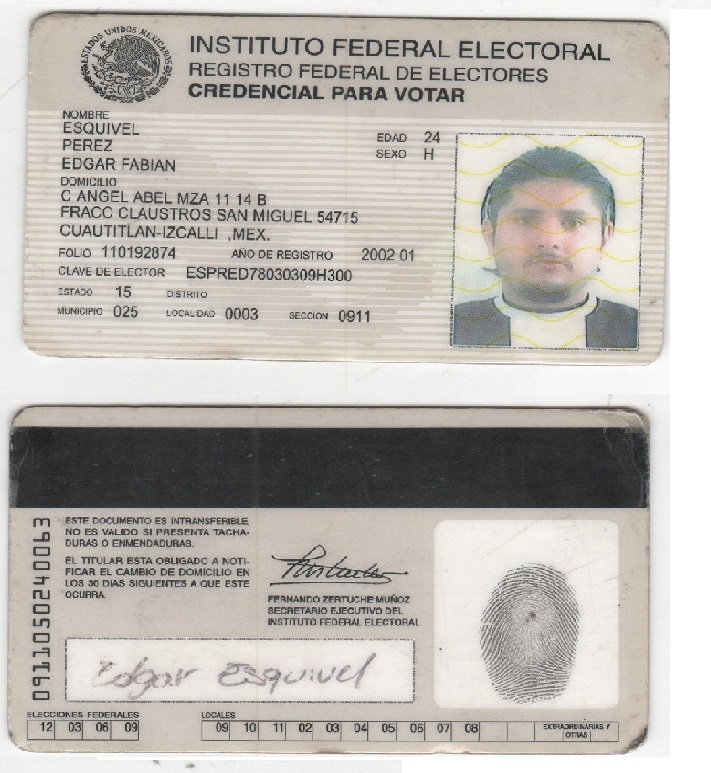 ESTADOS UNIDOS MEXICANOS
INSTITUTO FEDERAL ELECTORAL
REGISTRO FEDERAL DE ELECTORES
CREDENCIAL PARA VOTAR
NOMBRE
ESQUIVEL
PEREZ
EDGAR FABIAN
EDAD 24
SEXO H
DOMICILIO
C ANGEL ABEL MZA 11 14 B
FRACC CLAUSTROS SAN MIGUEL 54715
CUAUTITLAN-IZCALLI ,MEX.
FOLIO 110192874 AÑO DE REGISTRO 2002 01
CLAVE DE ELECTOR ESPRED78030309H300
ESTADO 15 DISTRITO
MUNICIPIO 025 LOCALIDAD 0003 SECCION 0911
0911050240063
ESTE DOCUMENTO ES INTRANSFERIBLE,
NO ES VALIDO SI PRESENTA TACHA-
DURAS O ENMENDADURAS.
EL TITULAR ESTA OBLIGADO A NOTI-
FICAR EL CAMBIO DE DOMICILIO EN
LOS 30 DIAS SIGUIENTES A QUE ESTE
OCURRA.
FERNANDO ZERTUCHE MUÑOZ
SECRETARIO EJECUTIVO DEL
INSTITUTO FEDERAL ELECTORAL
Edgar Esquivel
ELECCIONES FEDERALES
12 03 06 09
LOCALES
09 10 11 02 03 04 05 06 07 08
EXTRAORDINARIAS Y
OTRAS